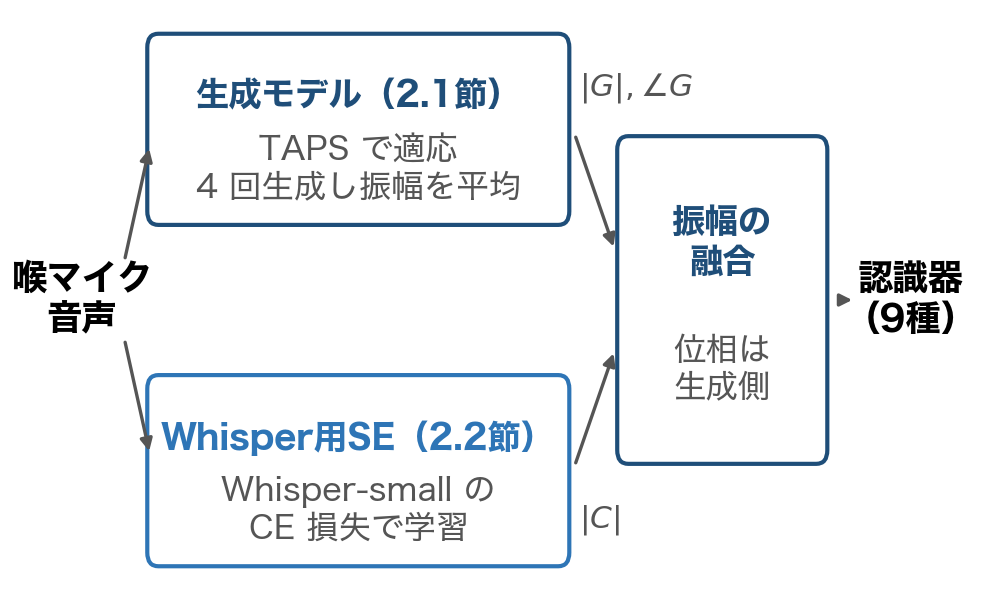 喉マイク
音声
生成モデル（2.1節）
TAPS で適応
4 回生成し振幅を平均
|G|, ∠G
Whisper用SE（2.2節）
Whisper-small の
CE 損失で学習
|C|
振幅の
融合
位相は
生成側
認識器
（9種）